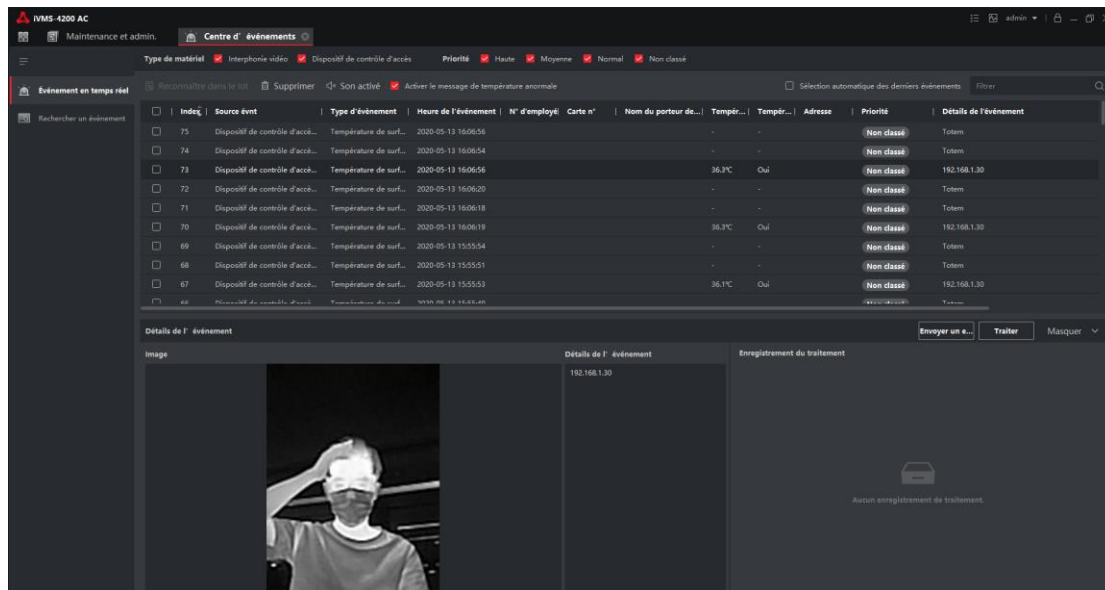 iVMS-4200 AC
admin
Maintenance et admin.
Centre d' événements
Type de matériel Interphonie vidéo Dispositif de contrôle d'accès Priorité Haute Moyenne Normal Non classé
Événement en temps réel
Rechercher un événement
Reconnaître dans le lot Supprimer Son activé Activer le message de température anormale Sélection automatique des derniers événements Filtrer
Index Source évnt Type d'évènement Heure de l'événement N° d'employé Carte n° Nom du porteur de... Tempér... Tempér... Adresse Priorité Détails de l'événement
75 Dispositif de contrôle d'accè... Température de surf... 2020-05-13 16:06:56 - - Non classé Totem
74 Dispositif de contrôle d'accè... Température de surf... 2020-05-13 16:06:54 - - Non classé Totem
73 Dispositif de contrôle d'accè... Température de surf... 2020-05-13 16:06:56 36.3°C Oui Non classé 192.168.1.30
72 Dispositif de contrôle d'accè... Température de surf... 2020-05-13 16:06:20 - - Non classé Totem
71 Dispositif de contrôle d'accè... Température de surf... 2020-05-13 16:06:18 - - Non classé Totem
70 Dispositif de contrôle d'accè... Température de surf... 2020-05-13 16:06:19 36.3°C Oui Non classé 192.168.1.30
69 Dispositif de contrôle d'accè... Température de surf... 2020-05-13 15:55:54 - - Non classé Totem
68 Dispositif de contrôle d'accè... Température de surf... 2020-05-13 15:55:51 - - Non classé Totem
67 Dispositif de contrôle d'accè... Température de surf... 2020-05-13 15:55:53 36.1°C Oui Non classé 192.168.1.30
Détails de l' événement Envoyer un e... Traiter Masquer
Image Détails de l' événement Enregistrement du traitement
192.168.1.30
Aucun enregistrement de traitement.